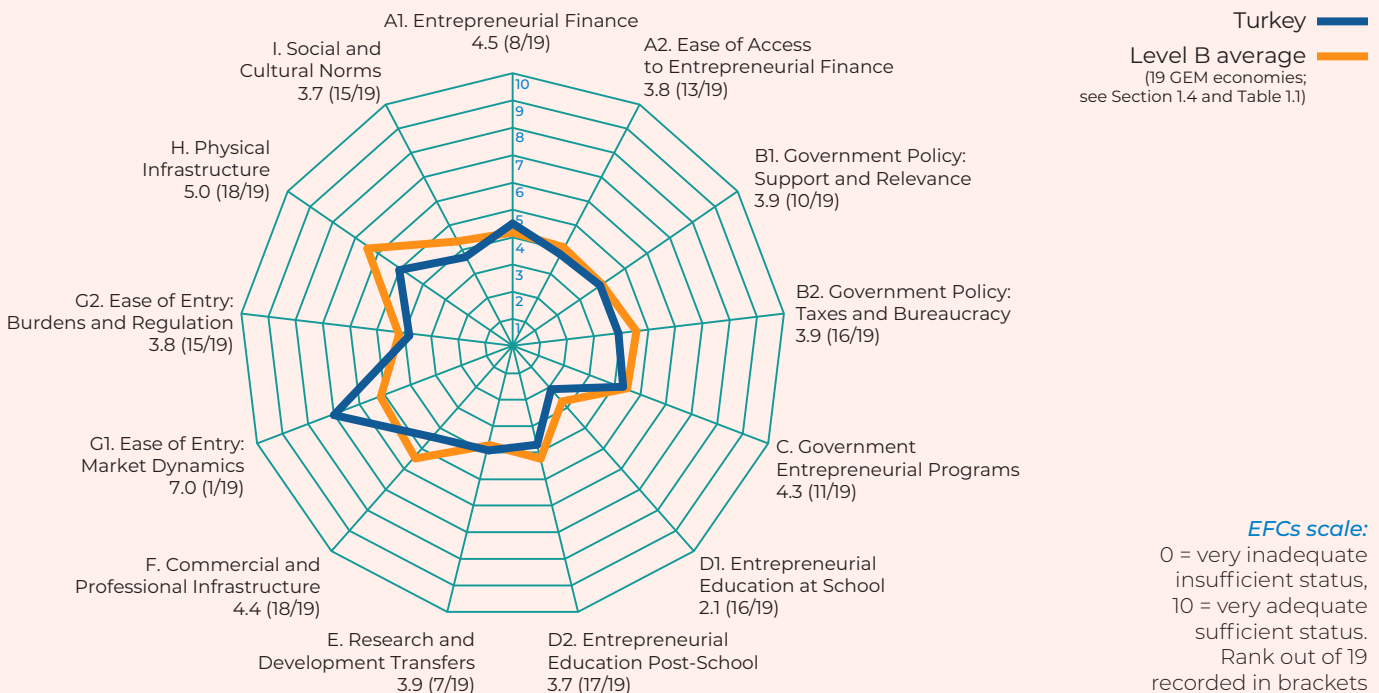 A1. Entrepreneurial Finance
4.5 (8/19)
A2. Ease of Access
to Entrepreneurial Finance
3.8 (13/19)
B1. Government Policy:
Support and Relevance
3.9 (10/19)
B2. Government Policy:
Taxes and Bureaucracy
3.9 (16/19)
C. Government
Entrepreneurial Programs
4.3 (11/19)
D1. Entrepreneurial
Education at School
2.1 (16/19)
D2. Entrepreneurial
Education Post-School
3.7 (17/19)
E. Research and
Development Transfers
3.9 (7/19)
F. Commercial and
Professional Infrastructure
4.4 (18/19)
G1. Ease of Entry:
Market Dynamics
7.0 (1/19)
G2. Ease of Entry:
Burdens and Regulation
3.8 (15/19)
H. Physical
Infrastructure
5.0 (18/19)
I. Social and
Cultural Norms
3.7 (15/19)
10
9
8
7
6
5
4
3
2
1
Turkey
Level B average
(19 GEM economies;
see Section 1.4 and Table 1.1)
EFCs scale:
0 = very inadequate
insufficient status,
10 = very adequate
sufficient status.
Rank out of 19
recorded in brackets